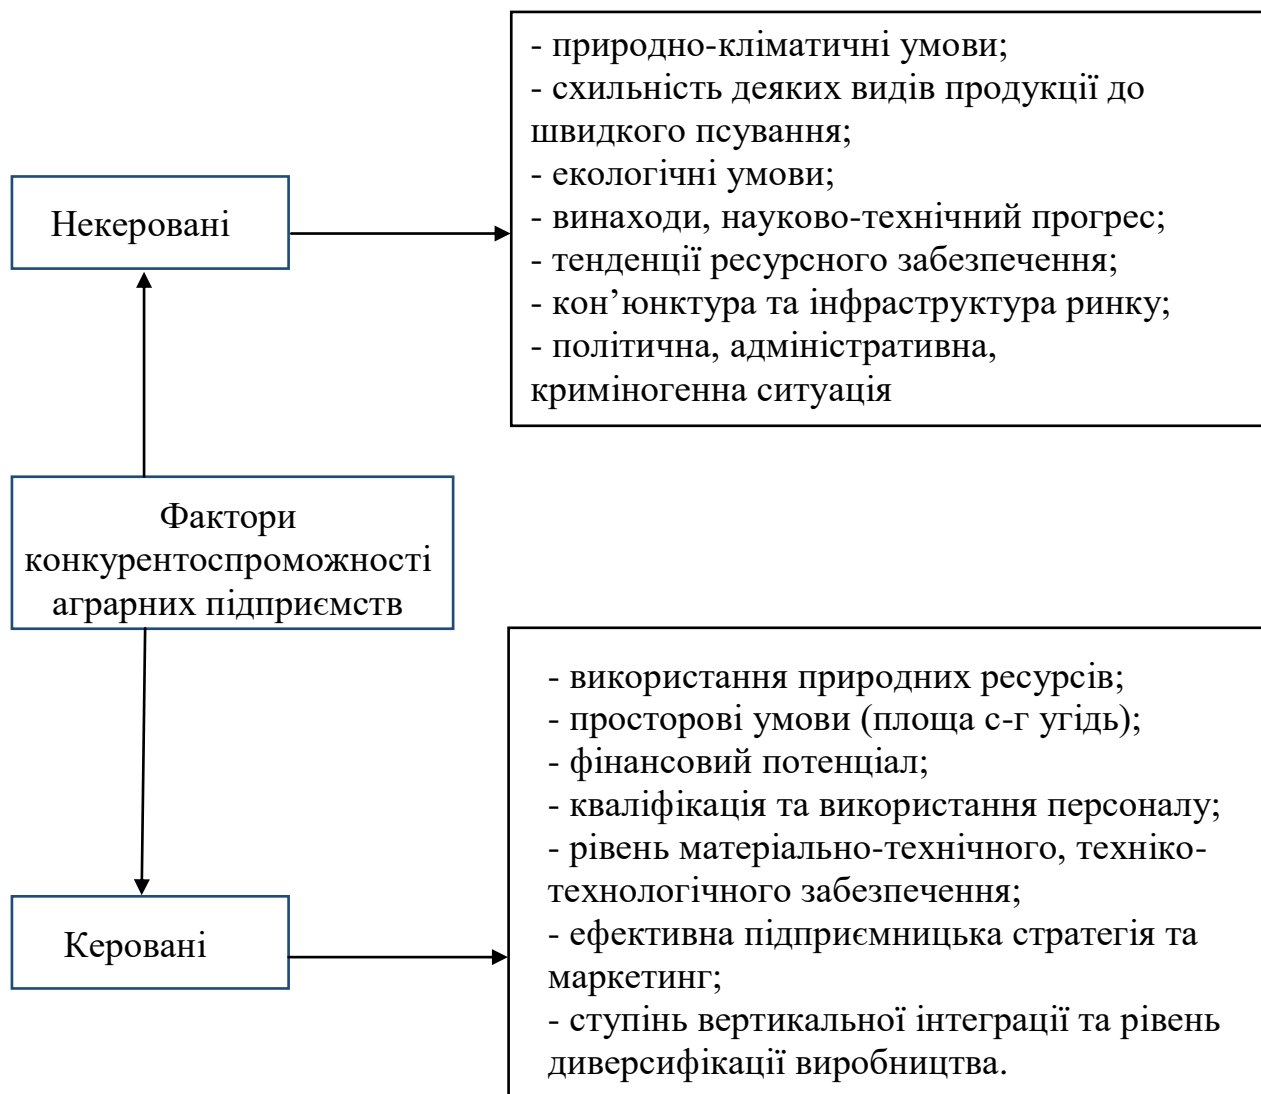 - природно-кліматичні умови;
- схильність деяких видів продукції до
швидкого псування;
- екологічні умови;
- винаходи, науково-технічний прогрес;
- тенденції ресурсного забезпечення;
- кон’юнктура та інфраструктура ринку;
- політична, адміністративна,
криміногенна ситуація
Некеровані
Фактори
конкурентоспроможності
аграрних підприємств
Керовані
- використання природних ресурсів;
- просторові умови (площа с-г угідь);
- фінансовий потенціал;
- кваліфікація та використання персоналу;
- рівень матеріально-технічного, техніко-
технологічного забезпечення;
- ефективна підприємницька стратегія та
маркетинг;
- ступінь вертикальної інтеграції та рівень
диверсифікації виробництва.